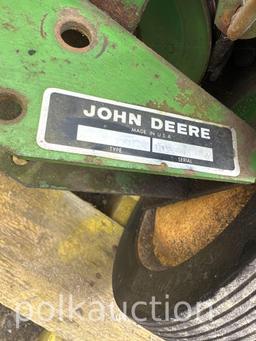 JOHN DEERE
MADE IN U.S.A
TYPE
SERIAL
polkauction